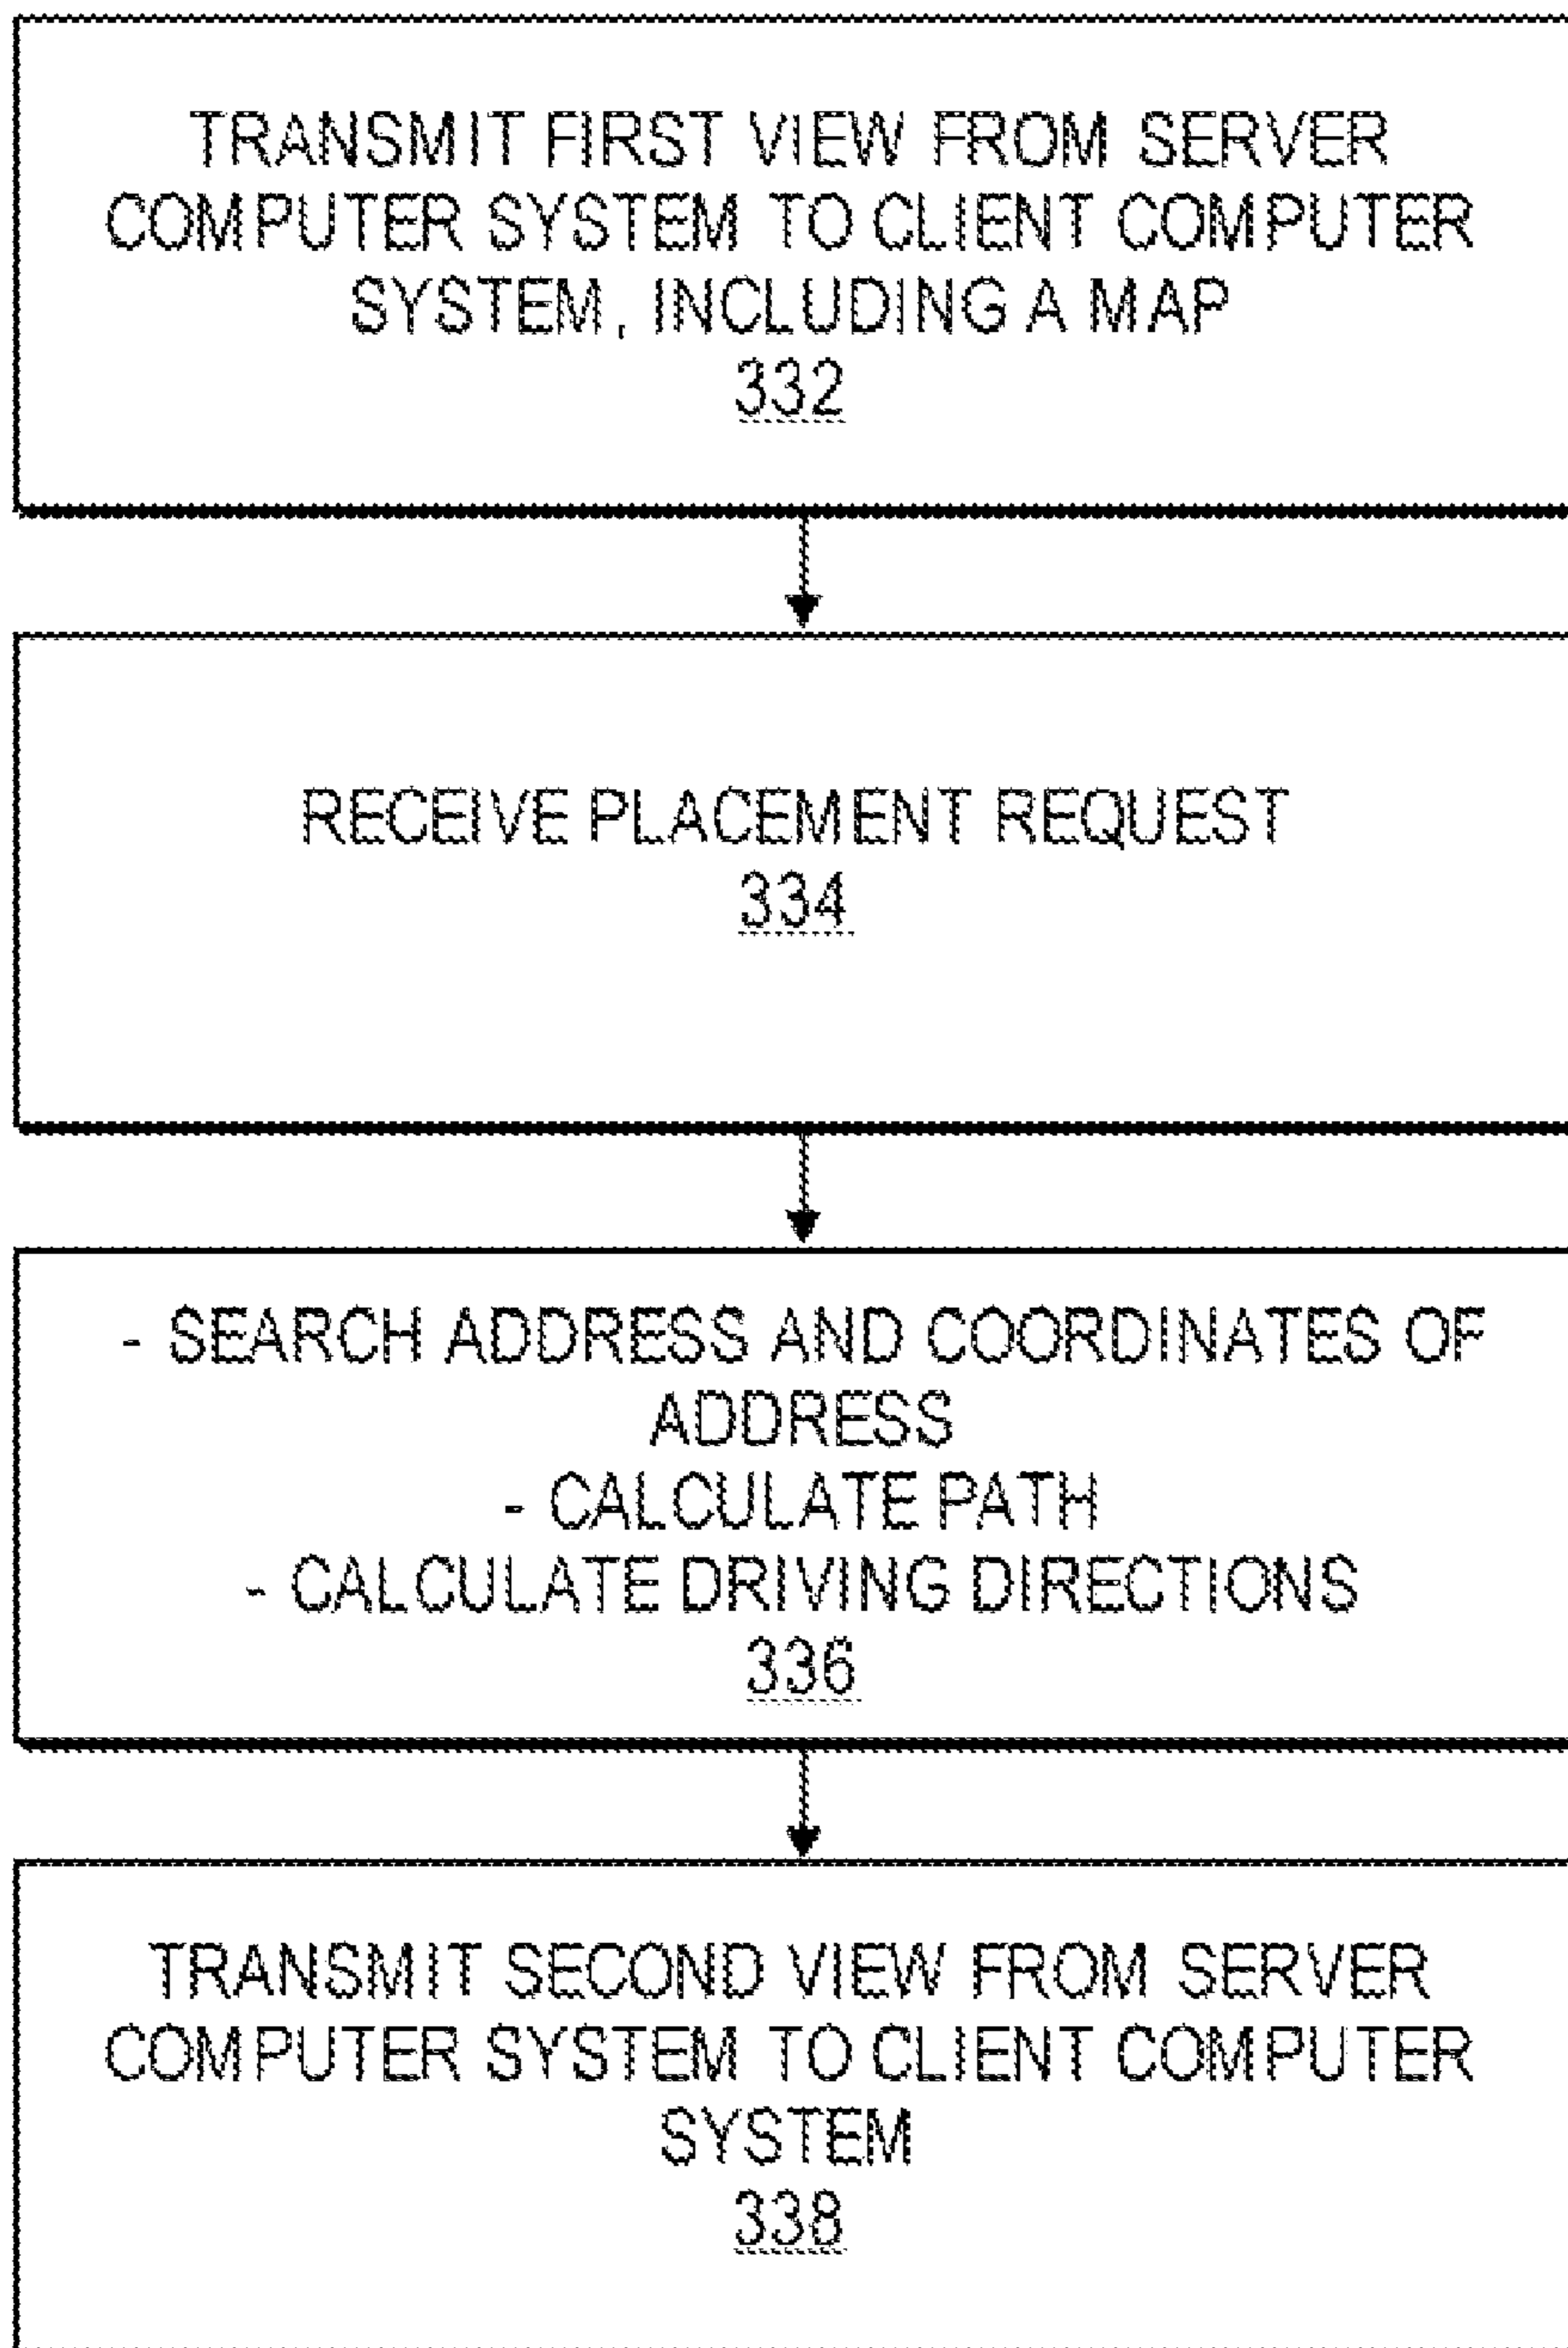 TRANSMIT FIRST VIEW FROM SERVER
COMPUTER SYSTEM TO CLIENT COMPUTER
SYSTEM, INCLUDING A MAP
332
RECEIVE PLACEMENT REQUEST
334
- SEARCH ADDRESS AND COORDINATES OF
ADDRESS
- CALCULATE PATH
- CALCULATE DRIVING DIRECTIONS
336
TRANSMIT SECOND VIEW FROM SERVER
COMPUTER SYSTEM TO CLIENT COMPUTER
SYSTEM
338